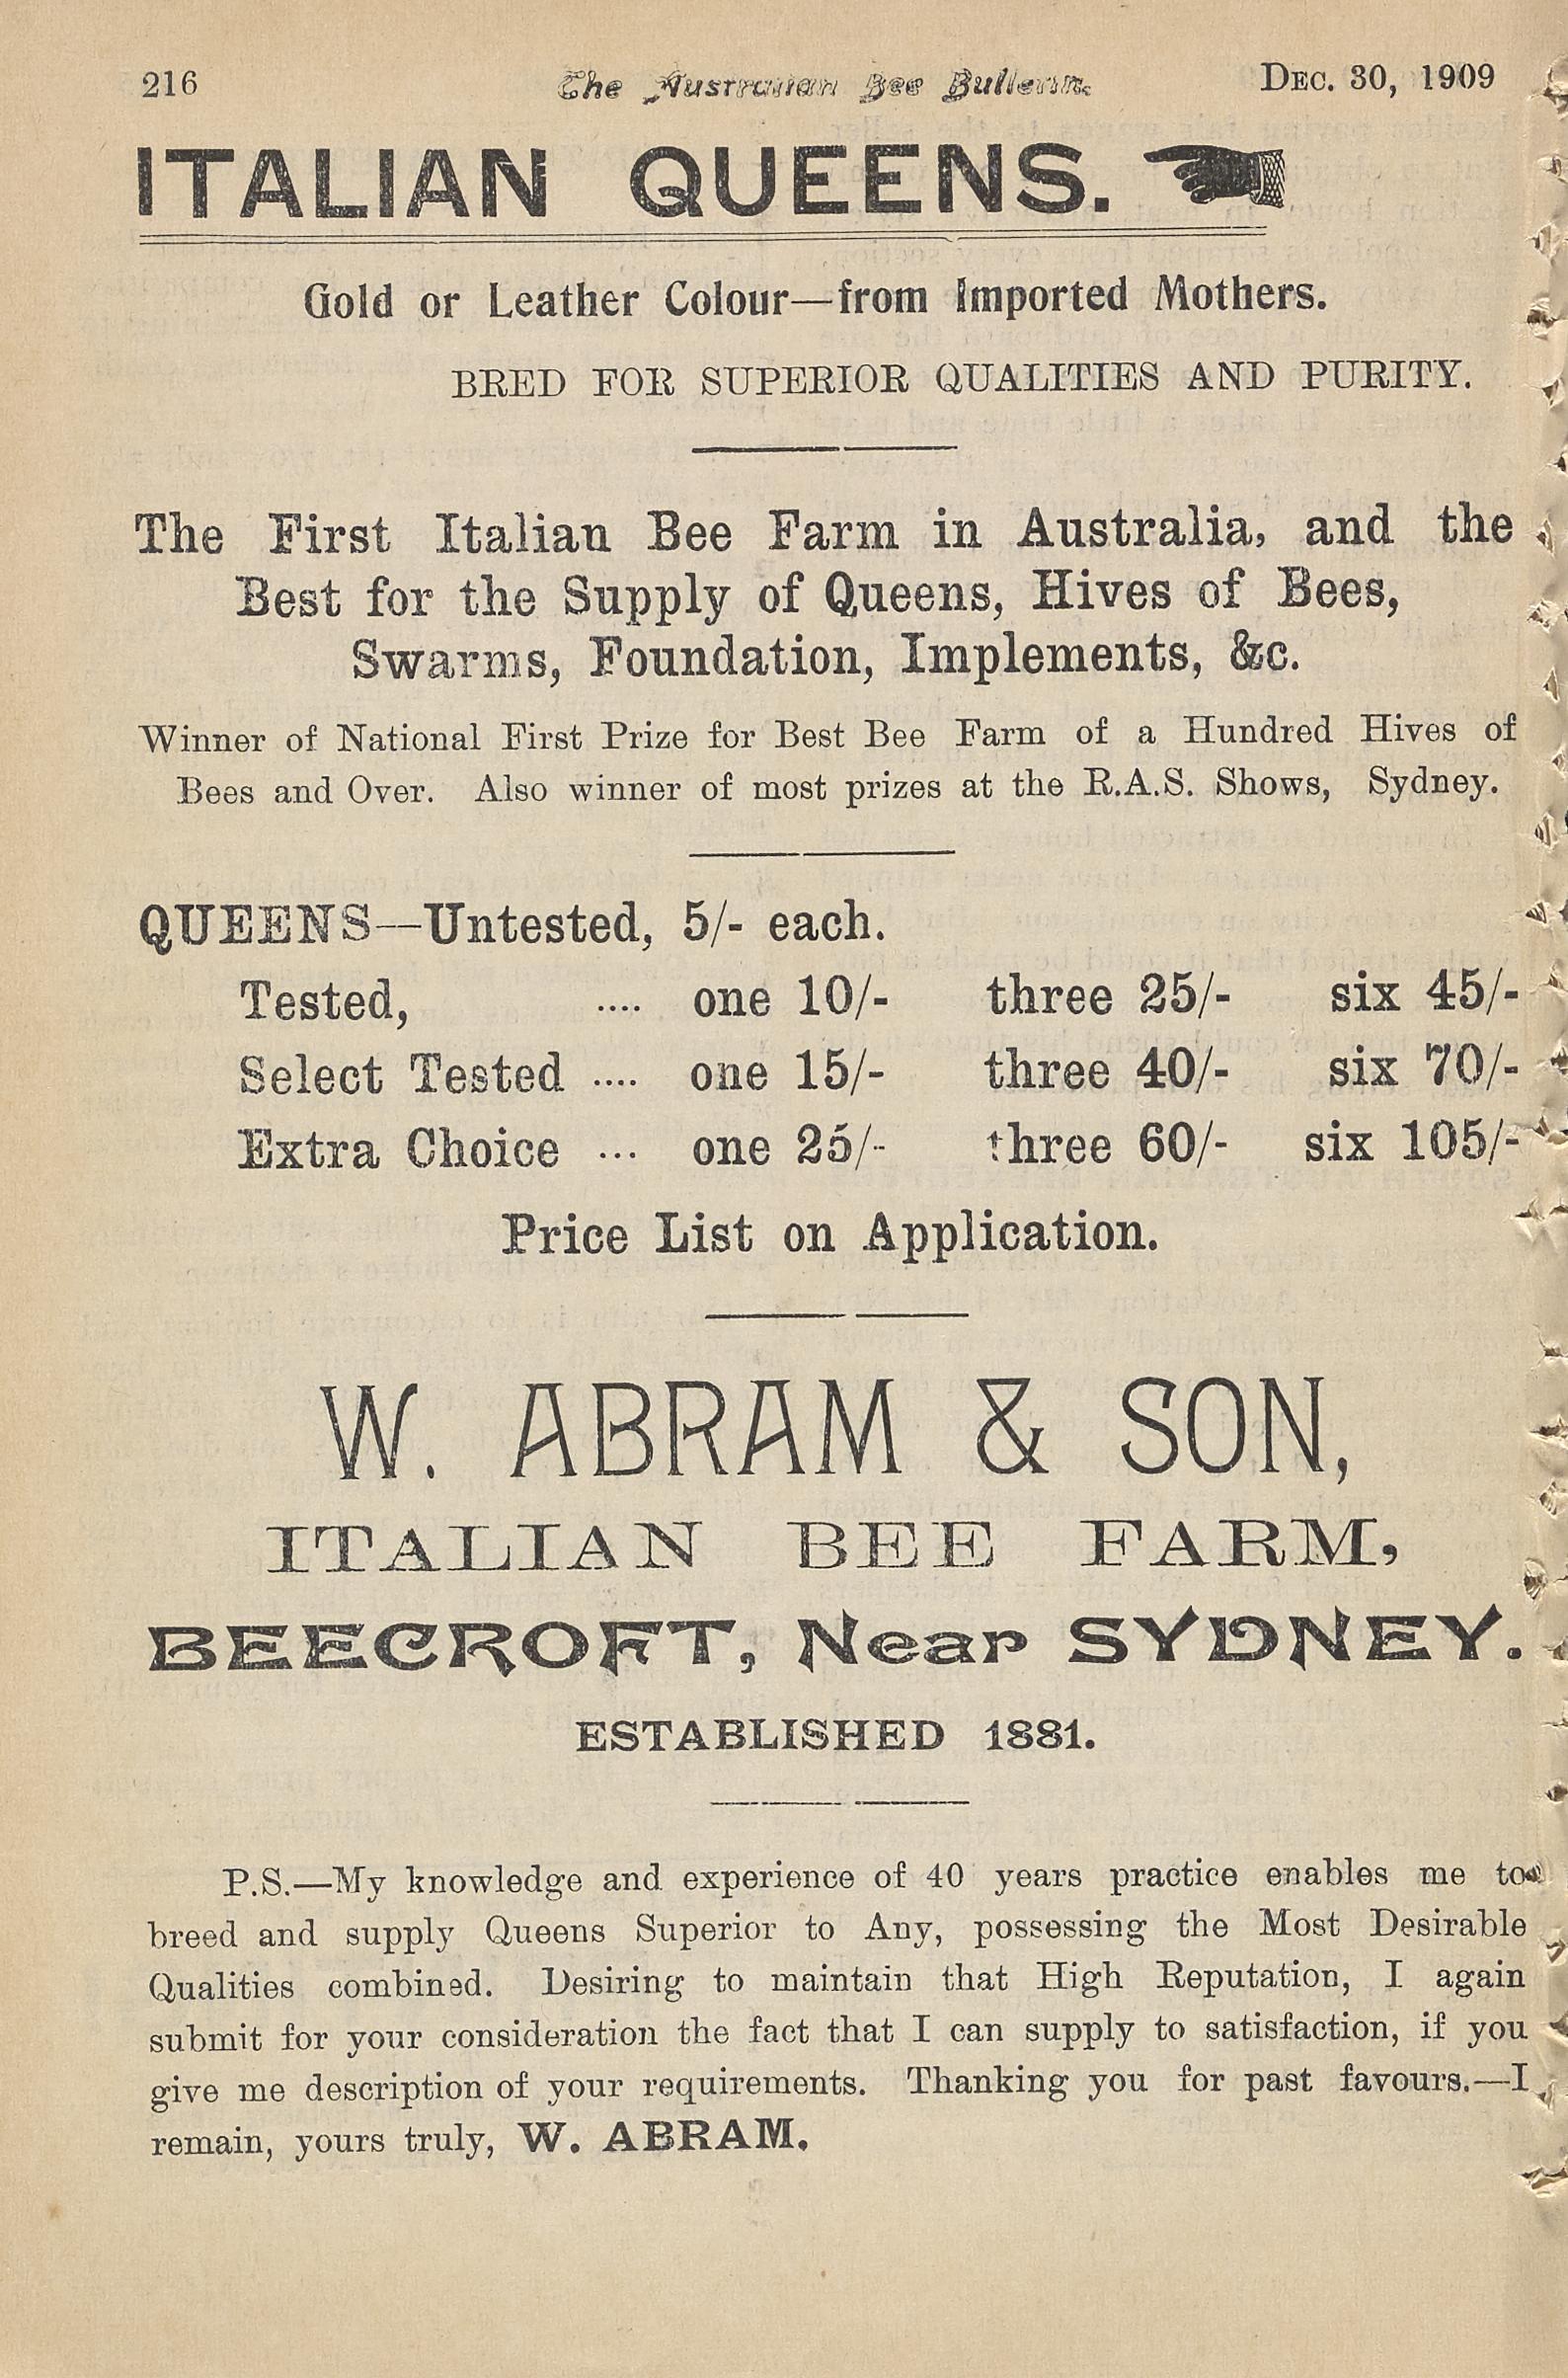 216 The Australian Bee Bulletin. DEC. 30, 1909
ITALIAN QUEENS.
Gold or Leather Colour—from Imported Mothers.
BRED FOR SUPERIOR QUALITIES AND PURITY.
The First Italian Bee Farm in Australia, and the
Best for the Supply of Queens, Hives of Bees,
Swarms, Foundation, Implements, &c.
Winner of National First Prize for Best Bee Farm of a Hundred Hives of
Bees and Over. Also winner of most prizes at the R.A.S. Shows, Sydney.
QUEENS—Untested, 5/- each.
Tested, .... one 10/- three 25/- six 45/-
Select Tested .... one 15/- three 40/- six 70/-
Extra Choice ... one 25/- three 60/- six 105/-
Price List on Application.
W. ABRAM & SON,
ITALIAN BEE FARM,
BEECROFT, Near SYDNEY.
ESTABLISHED 1881.
P.S.—My knowledge and experience of 40 years practice enables me to
breed and supply Queens Superior to Any, possessing the Most Desirable
Qualities combined. Desiring to maintain that High Reputation, I again
submit for your consideration the fact that I can supply to satisfaction, if you
give me description of your requirements. Thanking you for past favours.—I
remain, yours truly, W. ABRAM.